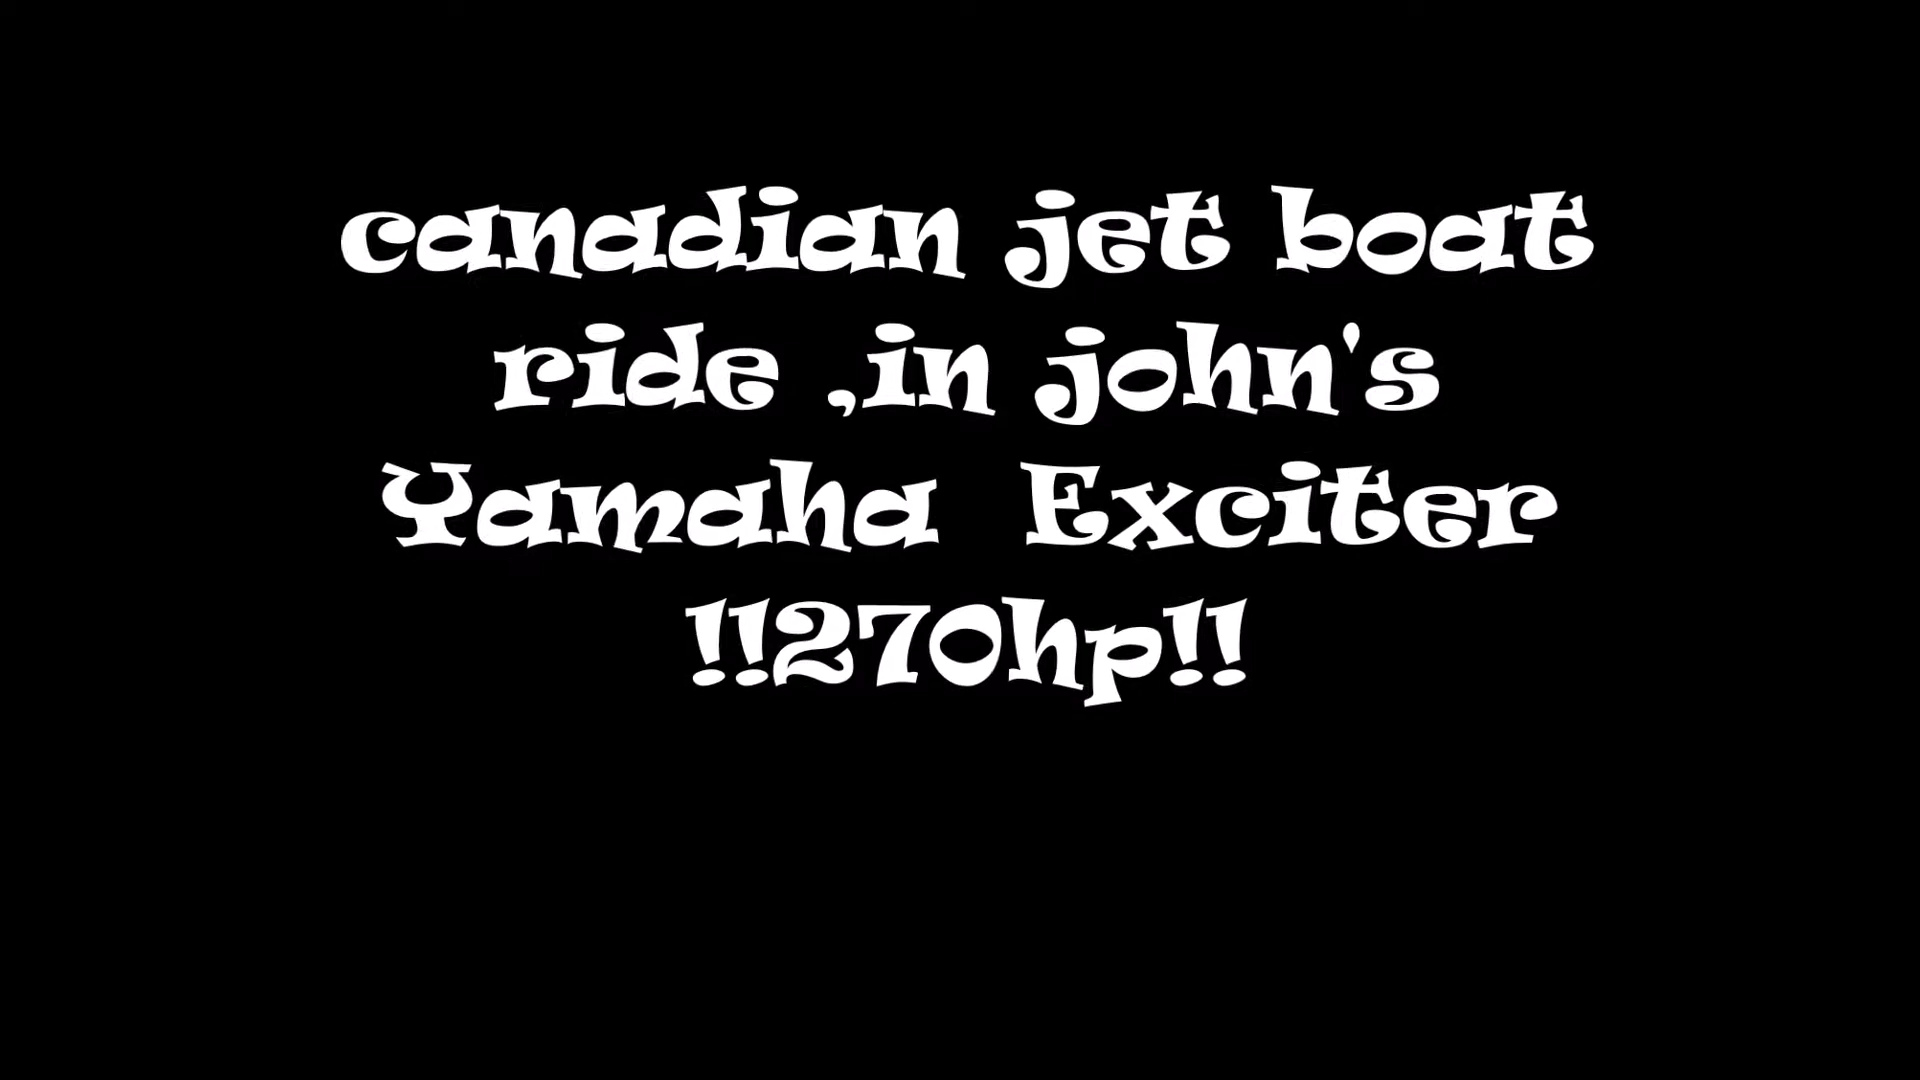 canadian jet boat
ride ,in john's
Yamaha  Exciter
!!270hp!!